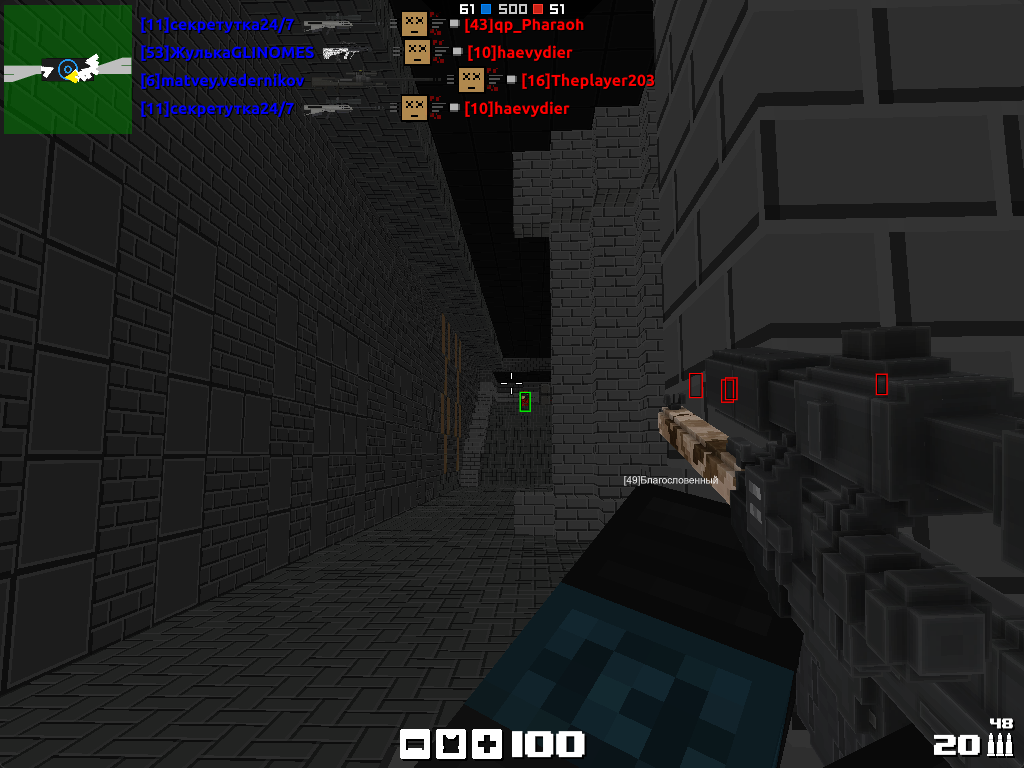 61 500 51
[11]секретутка24/7 [43]qp_Pharaoh
[53]ЖулькаGLINOMES [10]haevydier
[6]matvey.vedernikov [16]Theplayer203
[11]секретутка24/7 [10]haevydier
[49]Благословенный
100
48
20